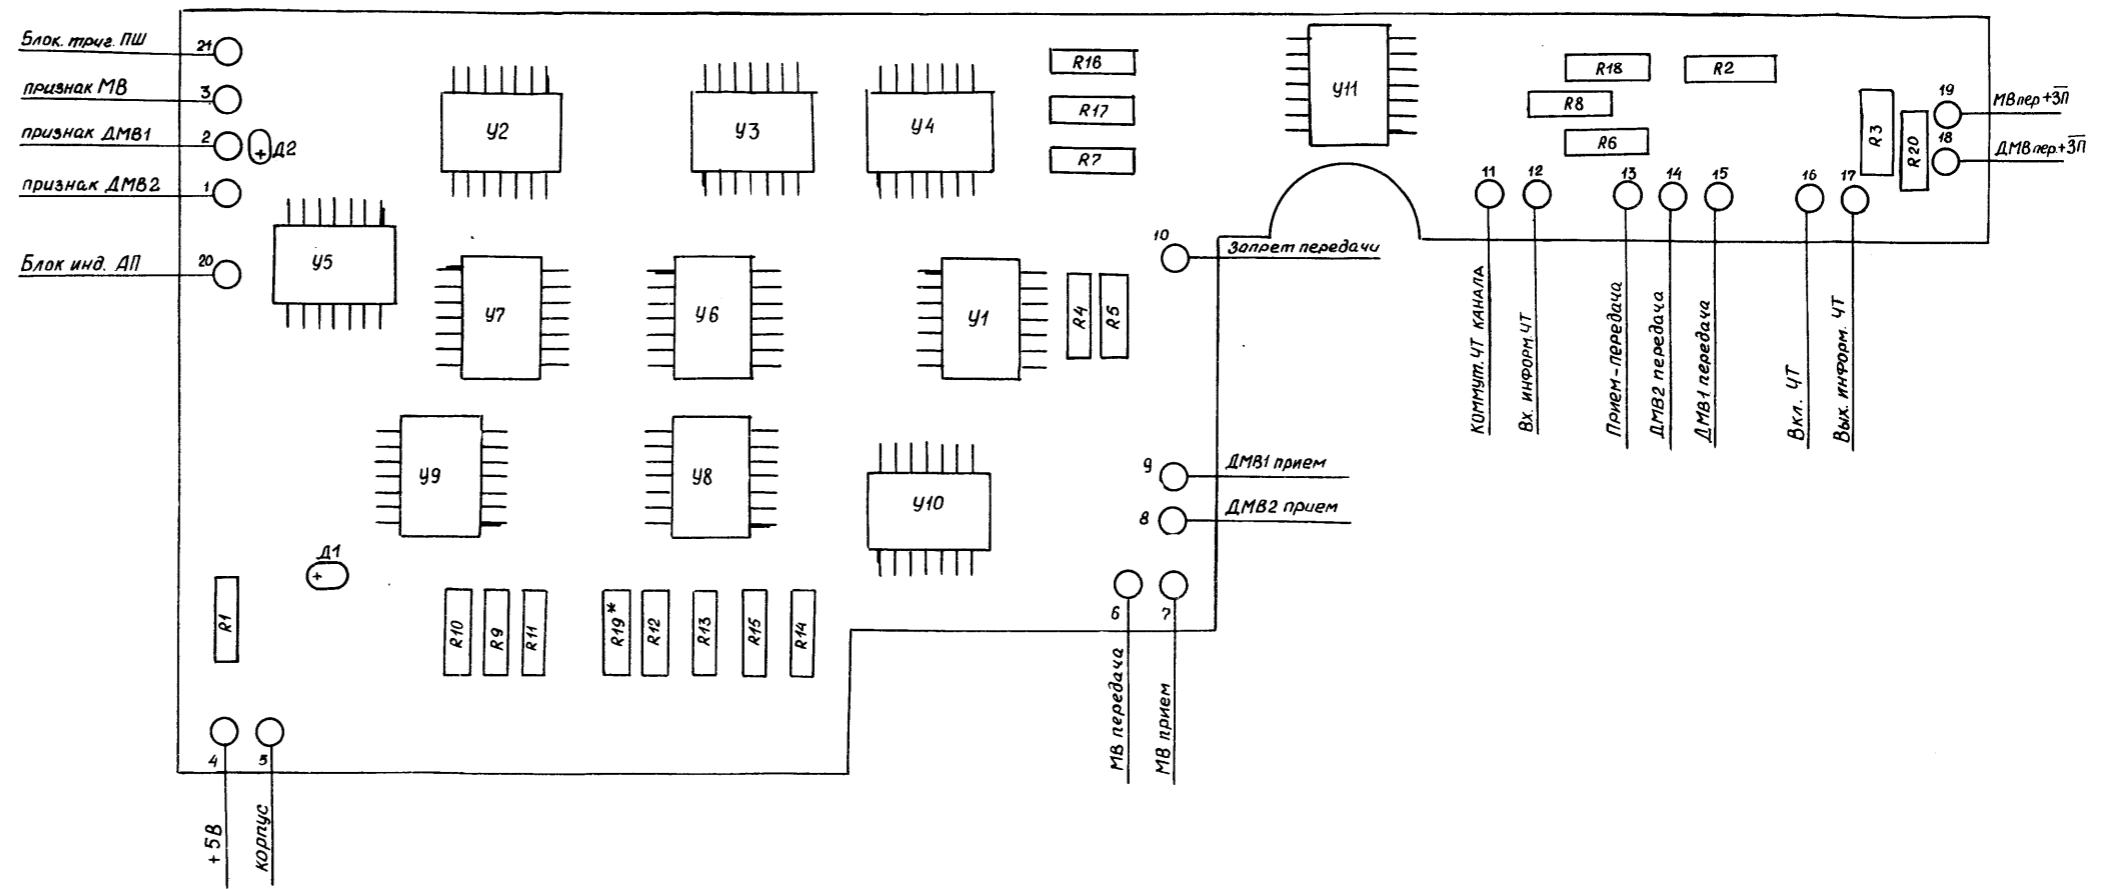 Блок. триг. ПШ
21
признак МВ
3
признак ДМВ1
2
Д2
признак ДМВ2
1
Блок инд. АП
20
У2
У3
У4
R16
R17
R7
У11
R18
R2
R8
R6
R3
R20
19
МВ пер+З̅П̅
18
ДМВ пер.+З̅П̅
У5
У7
У6
У1
R4
R5
10
Запрет передачи
11
12
13
14
15
16
17
КОММУТ. ЧТ КАНАЛА
Вх. ИНФОРМ. ЧТ
Прием-передача
ДМВ2 передача
ДМВ1 передача
Вкл. ЧТ
Вых. ИНФОРМ. ЧТ
У9
У8
У10
9
ДМВ1 прием
8
ДМВ2 прием
Д1
R1
R10
R9
R11
R19*
R12
R13
R15
R14
6
7
МВ передача
МВ прием
4
5
+5В
корпус